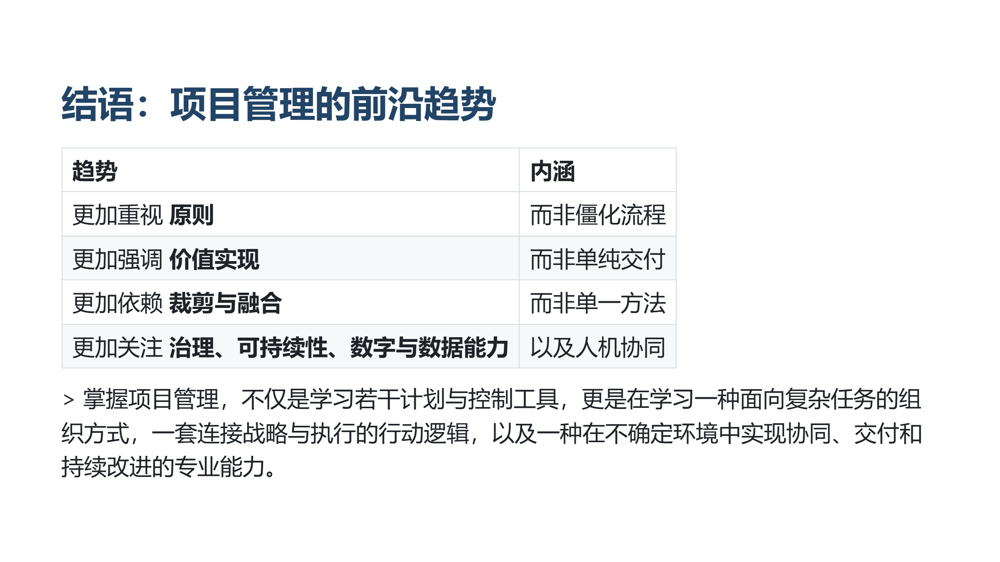 结语：项目管理的前沿趋势
趋势 内涵
更加重视 原则 而非僵化流程
更加强调 价值实现 而非单纯交付
更加依赖 裁剪与融合 而非单一方法
更加关注 治理、可持续性、数字与数据能力 以及人机协同
> 掌握项目管理，不仅是学习若干计划与控制工具，更是在学习一种面向复杂任务的组
织方式，一套连接战略与执行的行动逻辑，以及一种在不确定环境中实现协同、交付和
持续改进的专业能力。